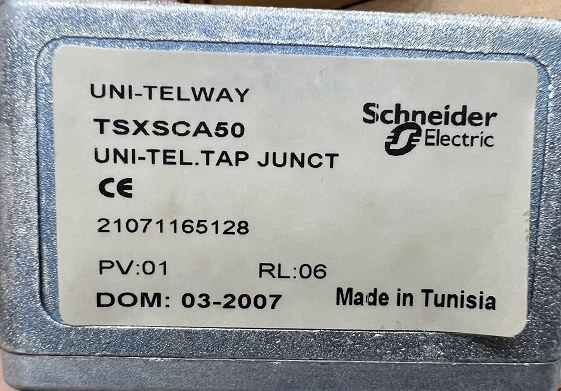 UNI-TELWAY
Schneider
Electric
TSXSCA50
UNI-TEL.TAP JUNCT
CE
21071165128
PV:01 RL:06
DOM: 03-2007 Made in Tunisia